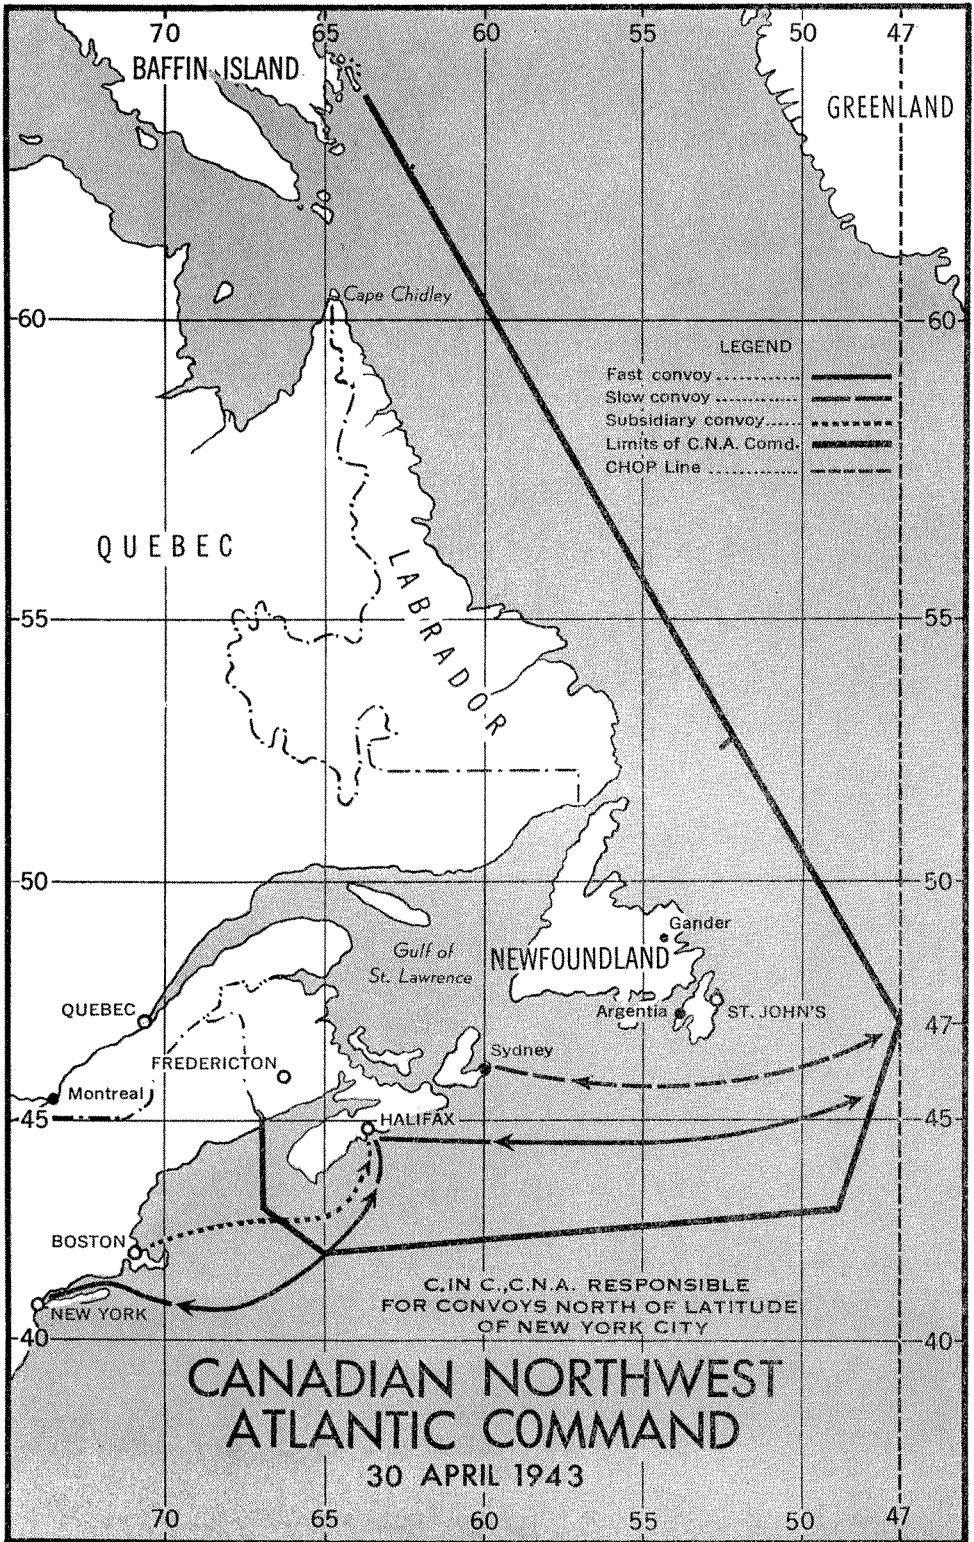 70 65 60 55 50 47
BAFFIN ISLAND
GREENLAND
Cape Chidley
60 60
LEGEND
Fast convoy
Slow convoy
Subsidiary convoy
Limits of C.N.A. Comd.
CHOP Line
QUEBEC
LABRADOR
55 55
50 50
Gander
Gulf of
St. Lawrence
NEWFOUNDLAND
QUEBEC
Argentia
ST. JOHN'S
47
Sydney
FREDERICTON
Montreal
HALIFAX
45 45
BOSTON
NEW YORK
C. IN C., C.N.A. RESPONSIBLE
FOR CONVOYS NORTH OF LATITUDE
OF NEW YORK CITY
40 40
CANADIAN NORTHWEST
ATLANTIC COMMAND
30 APRIL 1943
70 65 60 55 50 47